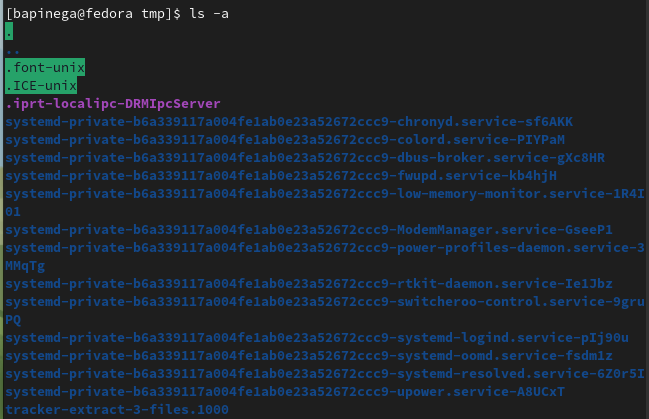 [bapinega@fedora tmp]$ ls -a
.
..
.font-unix
.ICE-unix
.iprt-localipc-DRMIpcServer
systemd-private-b6a339117a004fe1ab0e23a52672ccc9-chronyd.service-sf6AKK
systemd-private-b6a339117a004fe1ab0e23a52672ccc9-colord.service-PIYPaM
systemd-private-b6a339117a004fe1ab0e23a52672ccc9-dbus-broker.service-gXc8HR
systemd-private-b6a339117a004fe1ab0e23a52672ccc9-fwupd.service-kb4hjH
systemd-private-b6a339117a004fe1ab0e23a52672ccc9-low-memory-monitor.service-1R4I
01
systemd-private-b6a339117a004fe1ab0e23a52672ccc9-ModemManager.service-GseeP1
systemd-private-b6a339117a004fe1ab0e23a52672ccc9-power-profiles-daemon.service-3
MMqTg
systemd-private-b6a339117a004fe1ab0e23a52672ccc9-rtkit-daemon.service-Ie1Jbz
systemd-private-b6a339117a004fe1ab0e23a52672ccc9-switcheroo-control.service-9gru
PQ
systemd-private-b6a339117a004fe1ab0e23a52672ccc9-systemd-logind.service-pIj90u
systemd-private-b6a339117a004fe1ab0e23a52672ccc9-systemd-oomd.service-fsdm1z
systemd-private-b6a339117a004fe1ab0e23a52672ccc9-systemd-resolved.service-6Z0r5I
systemd-private-b6a339117a004fe1ab0e23a52672ccc9-upower.service-A8UCxT
tracker-extract-3-files.1000